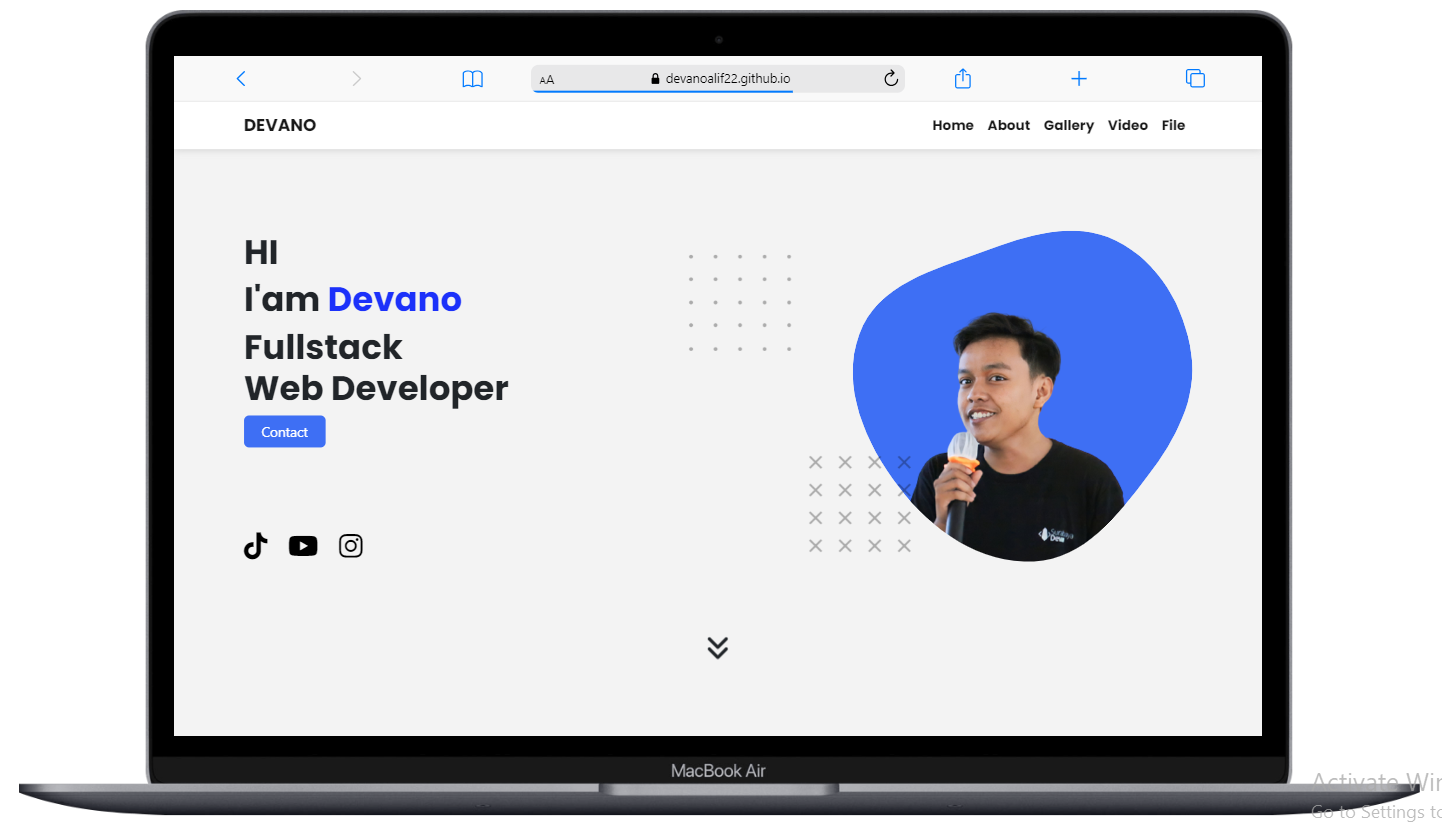 AA devanoalif22.github.io
DEVANO Home About Gallery Video File
HI
I'am Devano
Fullstack
Web Developer
Contact
Dewa
MacBook Air
Activate Wir
Go to Settings to